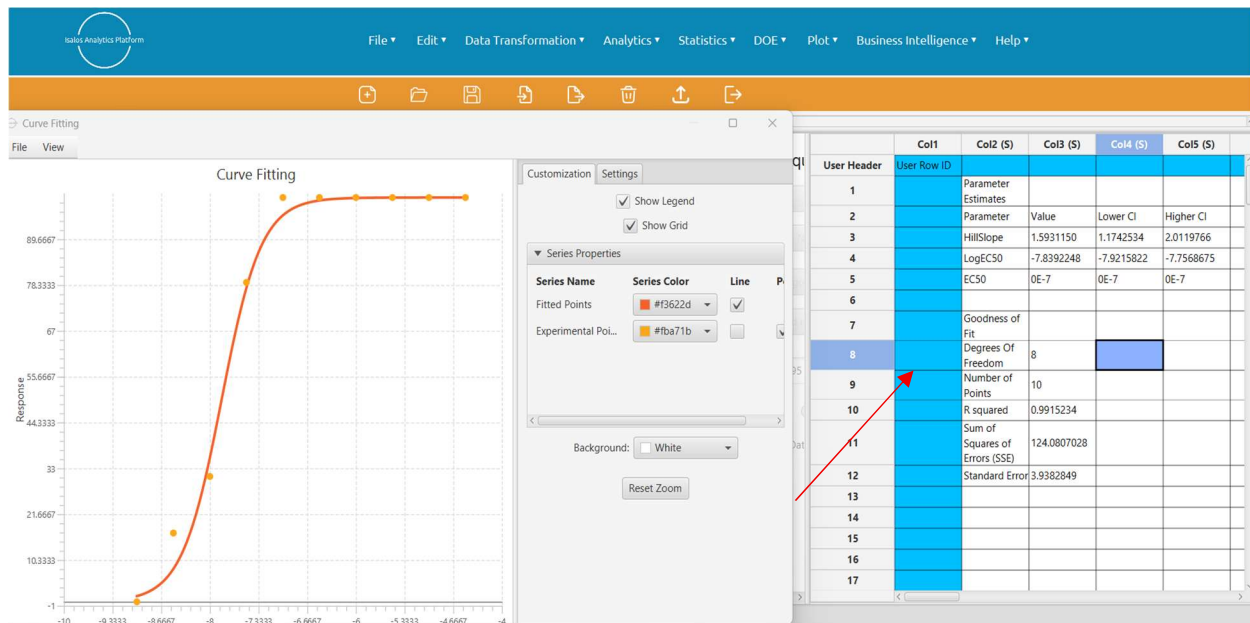 Isalos Analytics Platform
File Edit Data Transformation Analytics Statistics DOE Plot Business Intelligence Help
Curve Fitting
File View
Curve Fitting
Response
89.6667
78.3333
67
55.6667
44.3333
33
21.6667
10.3333
-1
-10 -9.3333 -8.6667 -8 -7.3333 -6.6667 -6 -5.3333 -4.6667 -4
Customization Settings
Show Legend
Show Grid
Series Properties
Series Name Series Color Line
Fitted Points #f3622d
Experimental Poi... #fba71b
Background: White
Reset Zoom
Col1 Col2 (S) Col3 (S) Col4 (S) Col5 (S)
User Header User Row ID
1 Parameter
Estimates
2 Parameter Value Lower CI Higher CI
3 HillSlope 1.5931150 1.1742534 2.0119766
4 LogEC50 -7.8392248 -7.9215822 -7.7568675
5 EC50 0E-7 0E-7 0E-7
6
7 Goodness of
Fit
8 Degrees Of
Freedom 8
9 Number of
Points 10
10 R squared 0.9915234
11 Sum of
Squares of
Errors (SSE) 124.0807028
12 Standard Error 3.9382849
13
14
15
16
17